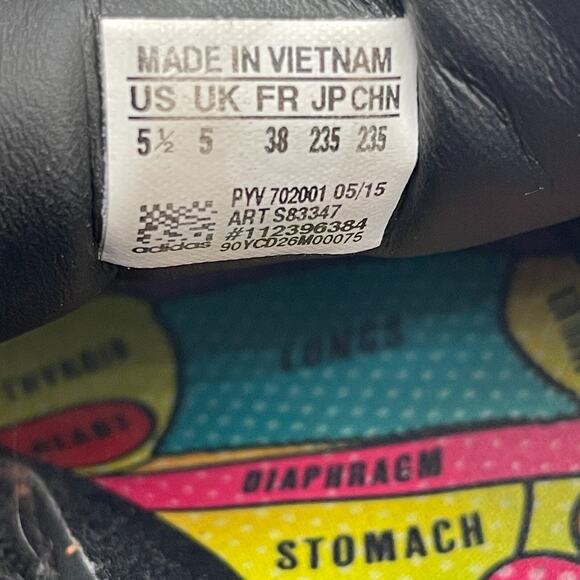 MADE IN VIETNAM
US UK FR JP CHN
5½ 5 38 235 235
PYV 702001 05/15
ART S83347
#112396384
adidas 90YCD26M00075
LUNGS
THYROID
HEART
DIAPHRAGM
STOMACH